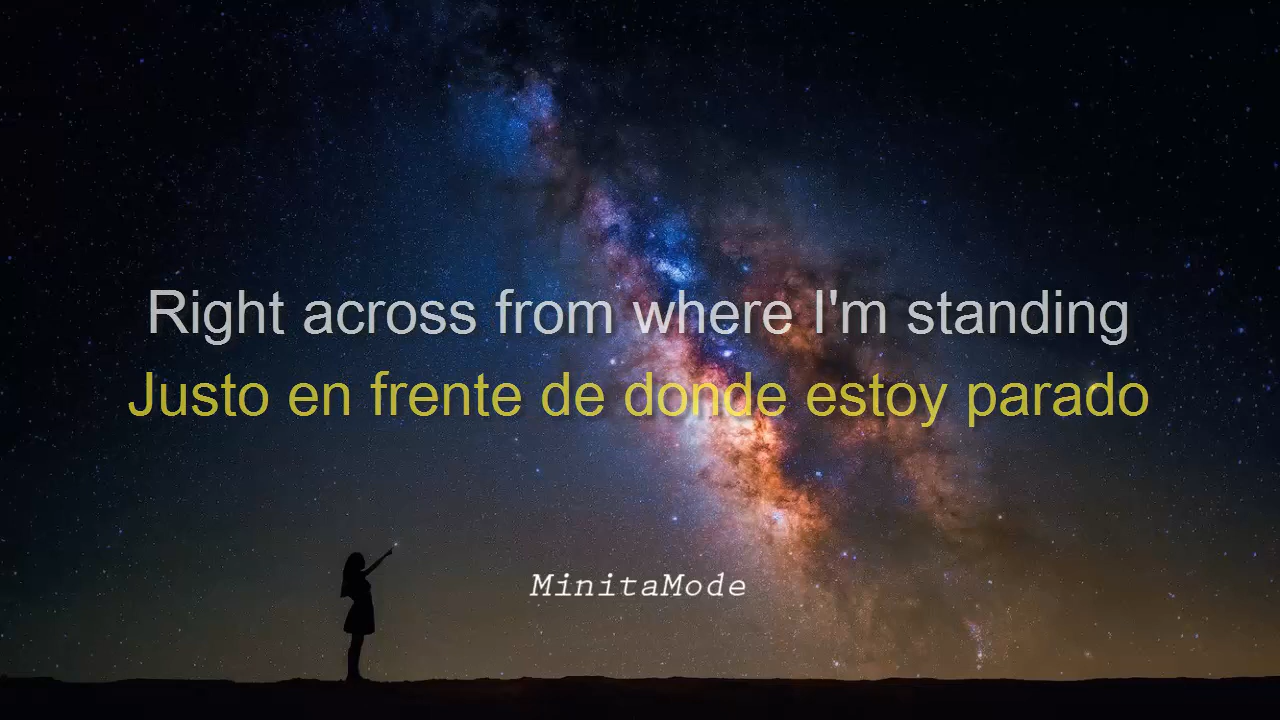 Right across from where I'm standing
Justo en frente de donde estoy parado
MinitaMode